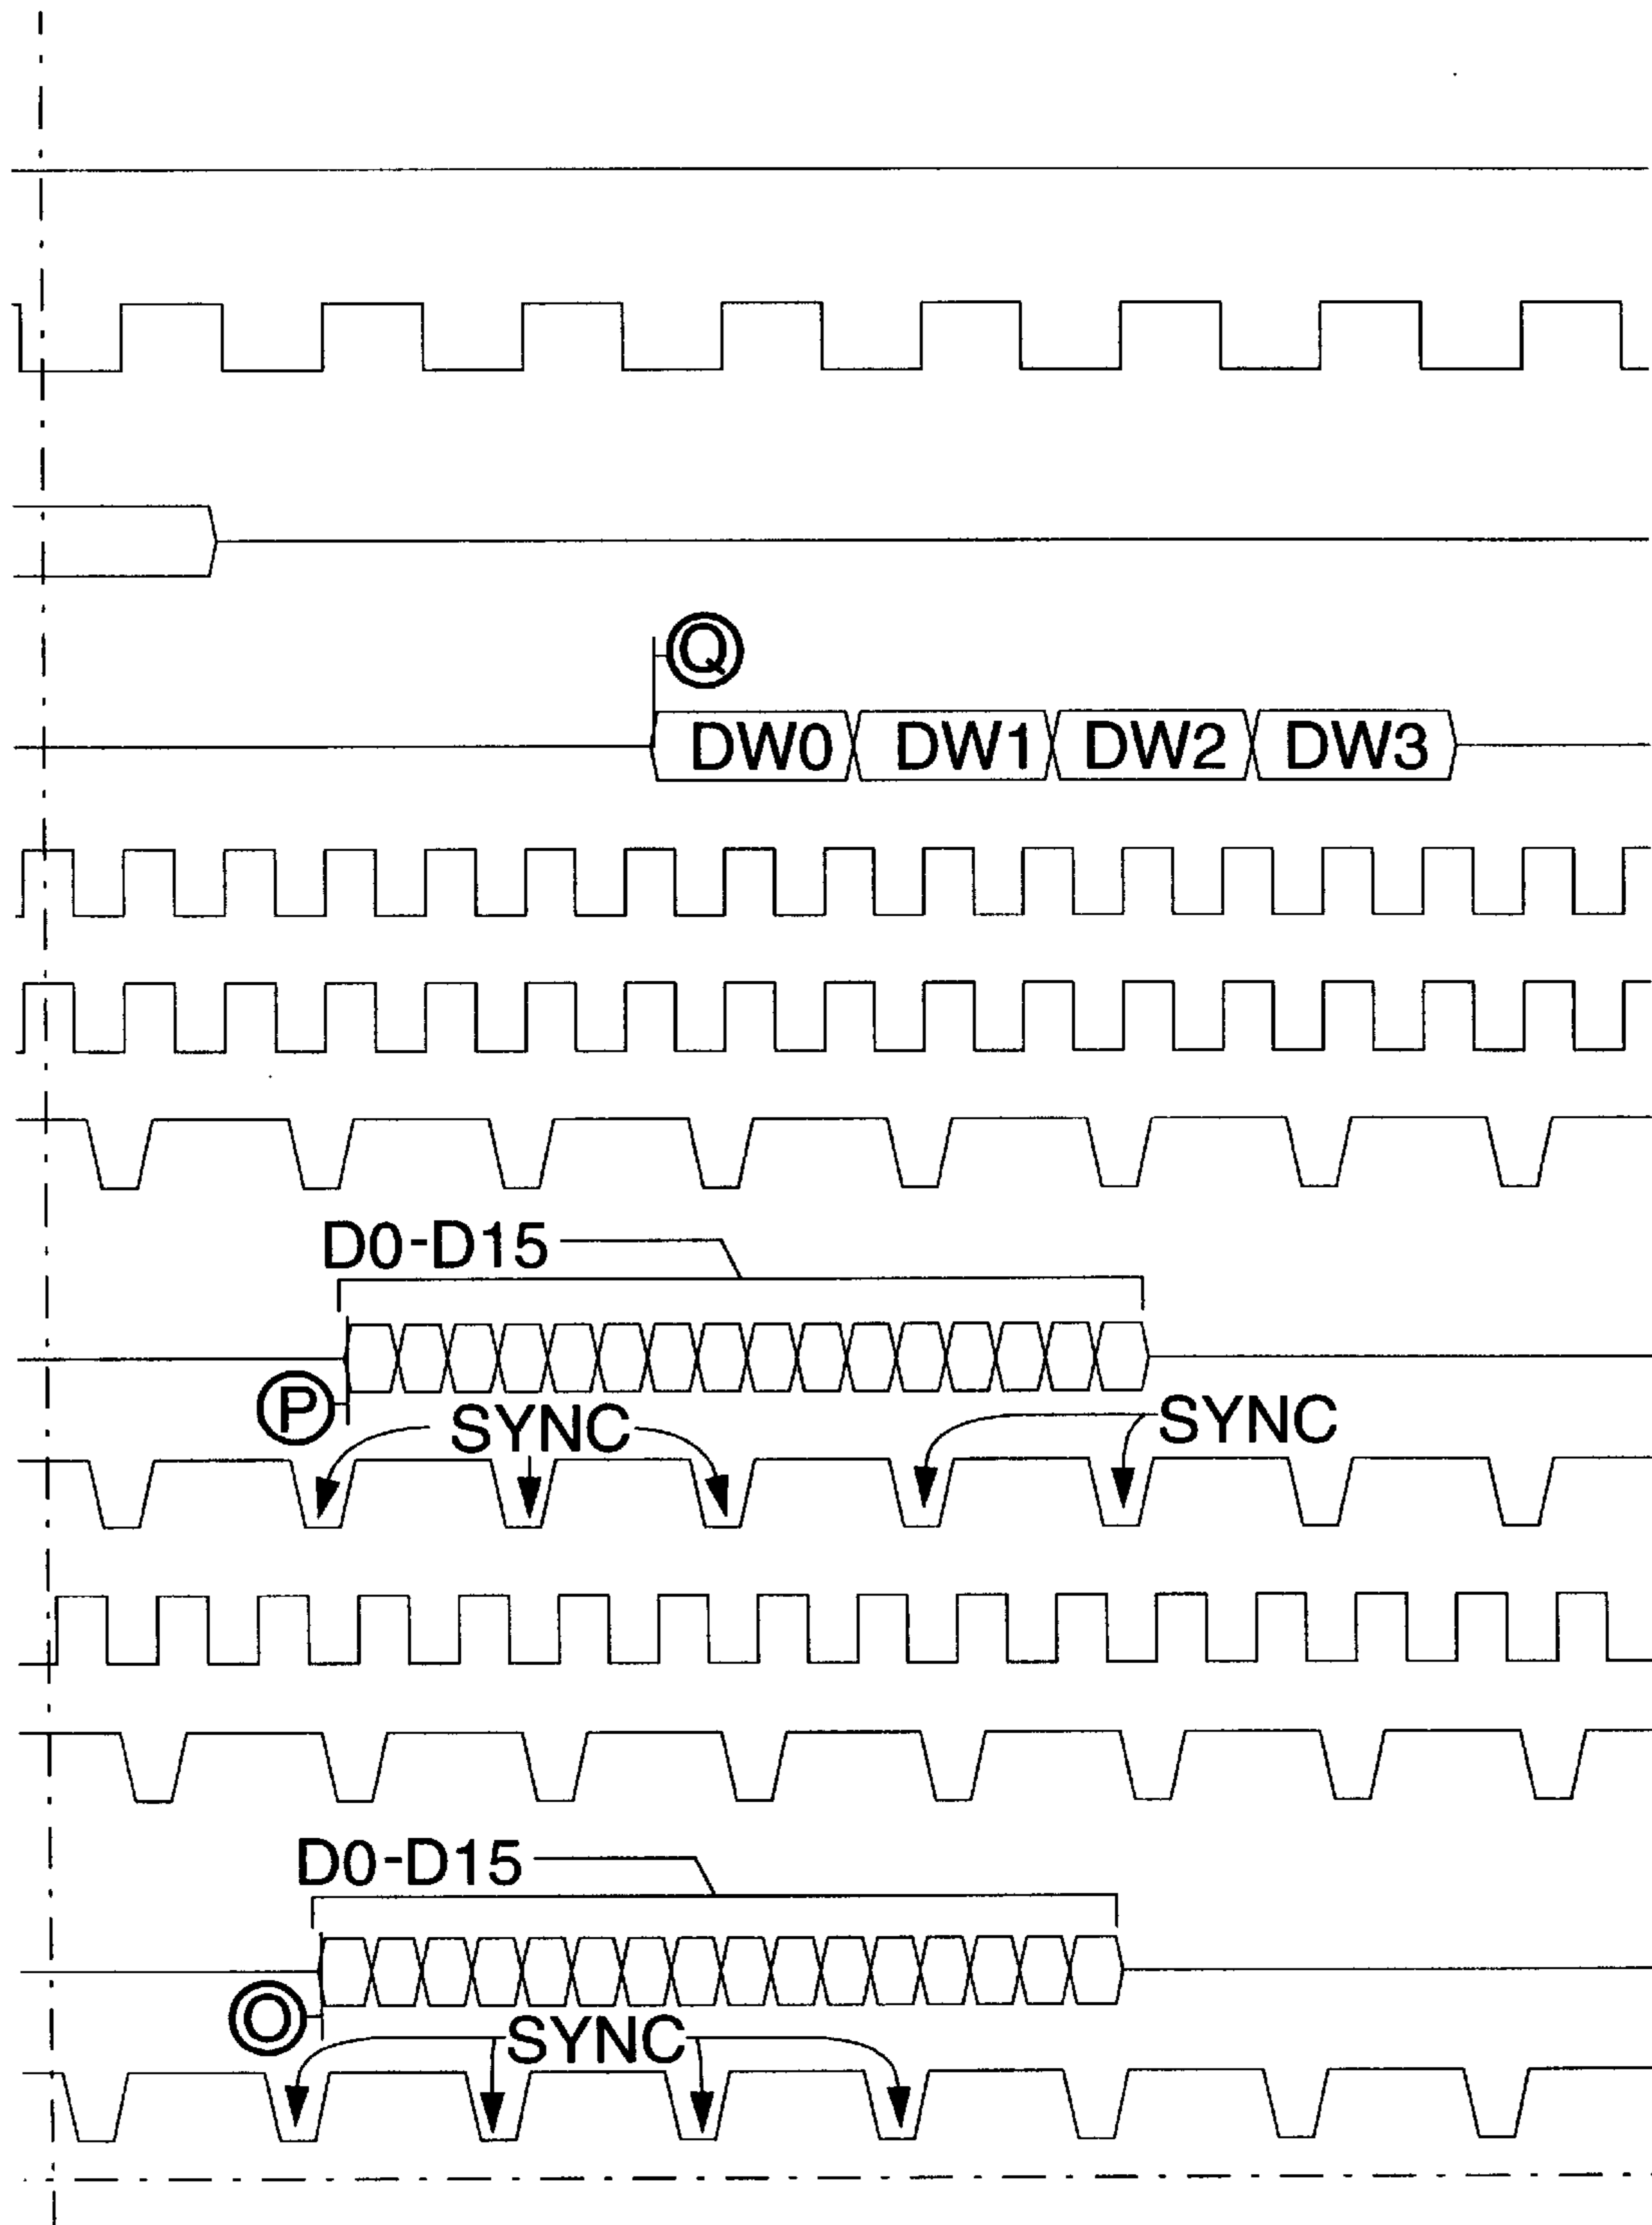 Q
DW0 DW1 DW2 DW3
D0-D15
P
SYNC SYNC
D0-D15
O
SYNC